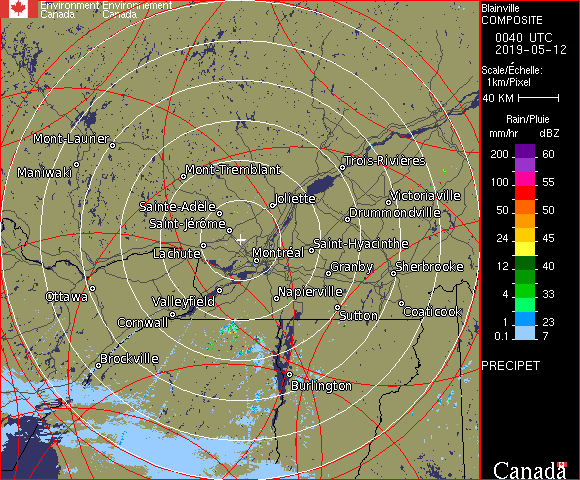 Environment Environnement
Canada Canada
Blainville
COMPOSITE
0040 UTC
2019-05-12
Scale/Échelle:
1km/Pixel
40 KM
Rain/Pluie
mm/hr dBZ
200 60
100 55
50 50
24 45
12 40
4 33
1 23
0.1 7
PRECIPET
Mont-Laurier
Maniwaki
Mont-Tremblant
Trois-Rivières
Joliette
Victoriaville
Sainte-Adèle
Drummondville
Saint-Jérôme
Lachute
Montréal
Saint-Hyacinthe
Granby
Sherbrooke
Ottawa
Valleyfield
Napierville
Cornwall
Sutton
Coaticook
Brockville
Burlington
Canada